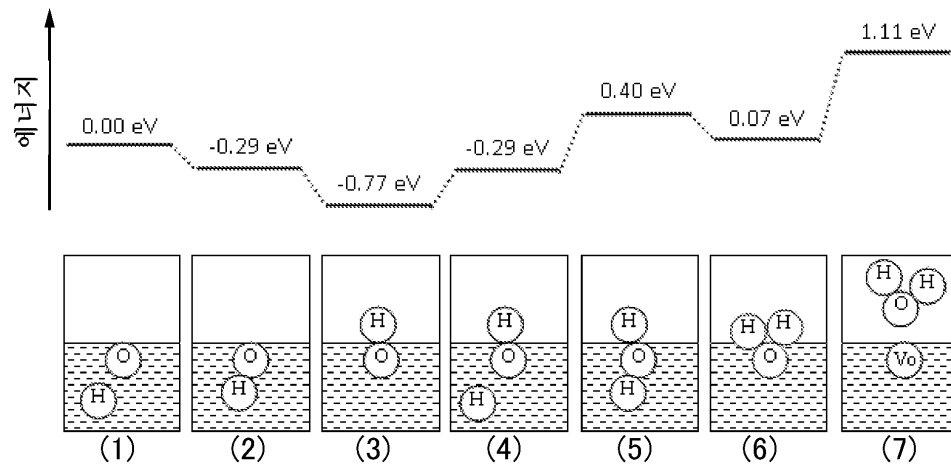 에너지
0.00 eV
-0.29 eV
-0.77 eV
-0.29 eV
0.40 eV
0.07 eV
1.11 eV
O
H
O
H
H
O
H
O
H
H
O
H
H H
O
H H
O
Vo
(1) (2) (3) (4) (5) (6) (7)